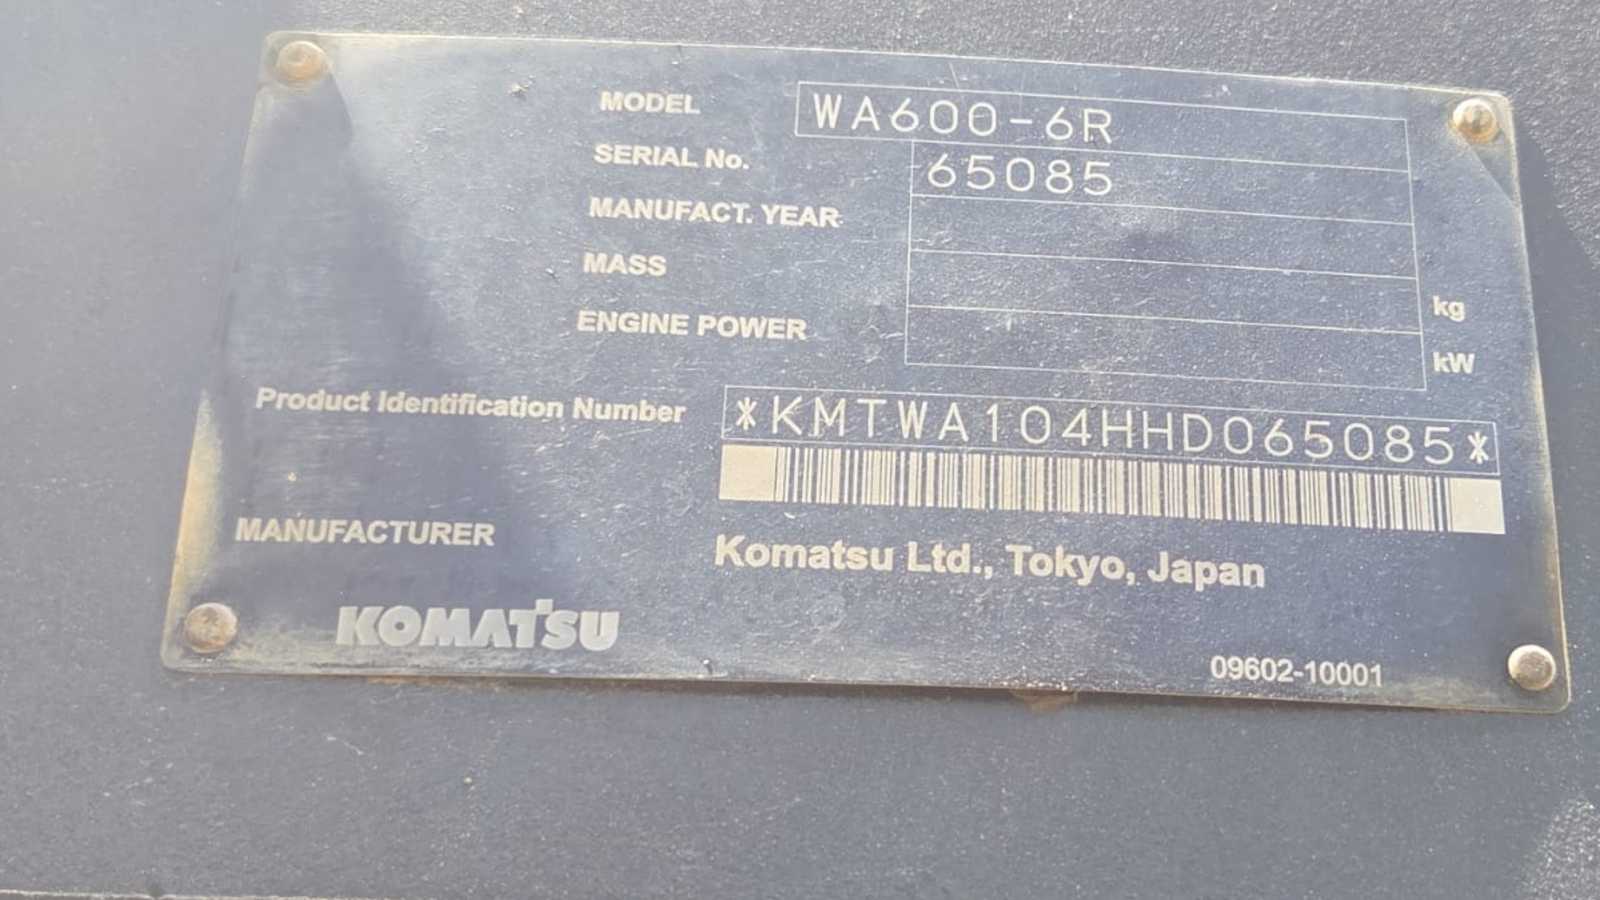 MODEL WA600-6R
SERIAL No. 65085
MANUFACT. YEAR
MASS kg
ENGINE POWER kW
Product Identification Number *KMTWA104HHD065085*
MANUFACTURER Komatsu Ltd., Tokyo, Japan
KOMATSU
09602-10001